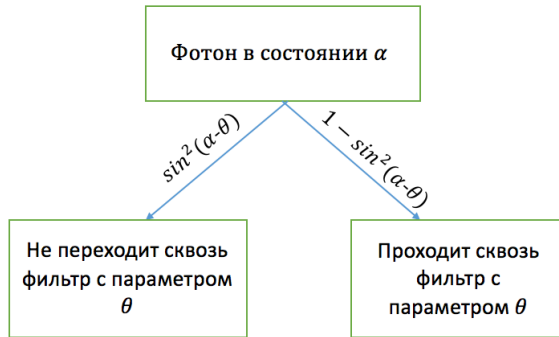 Фотон в состоянии α
sin²(α-θ)
1 − sin²(α-θ)
Не переходит сквозь
фильтр с параметром
θ
Проходит сквозь
фильтр с
параметром θ